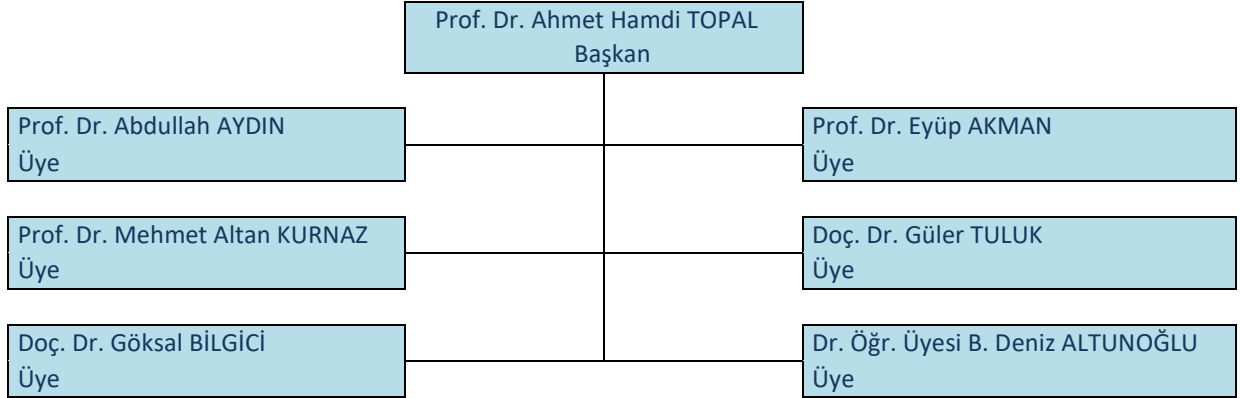 Prof. Dr. Ahmet Hamdi TOPAL
Başkan
Prof. Dr. Abdullah AYDIN
Üye
Prof. Dr. Eyüp AKMAN
Üye
Prof. Dr. Mehmet Altan KURNAZ
Üye
Doç. Dr. Güler TULUK
Üye
Doç. Dr. Göksal BİLGİCİ
Üye
Dr. Öğr. Üyesi B. Deniz ALTUNOĞLU
Üye